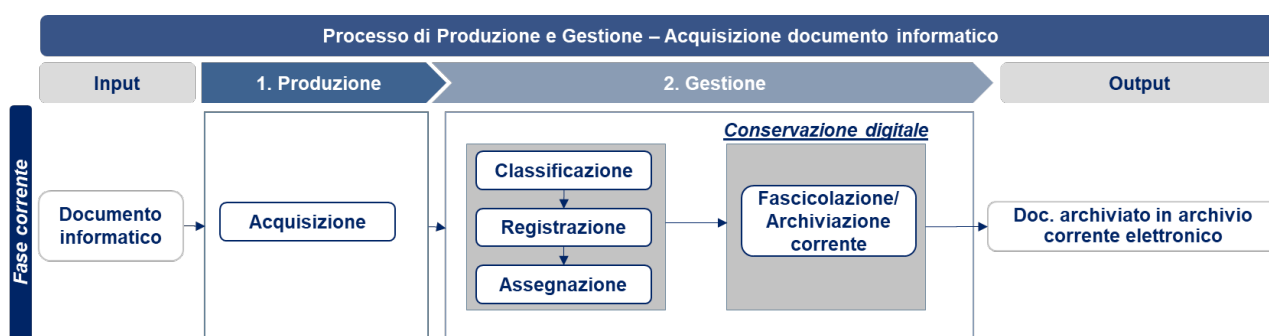 Processo di Produzione e Gestione – Acquisizione documento informatico
Input
1. Produzione
2. Gestione
Output
Fase corrente
Documento
informatico
Acquisizione
Classificazione
Registrazione
Assegnazione
Conservazione digitale
Fascicolazione/
Archiviazione
corrente
Doc. archiviato in archivio
corrente elettronico